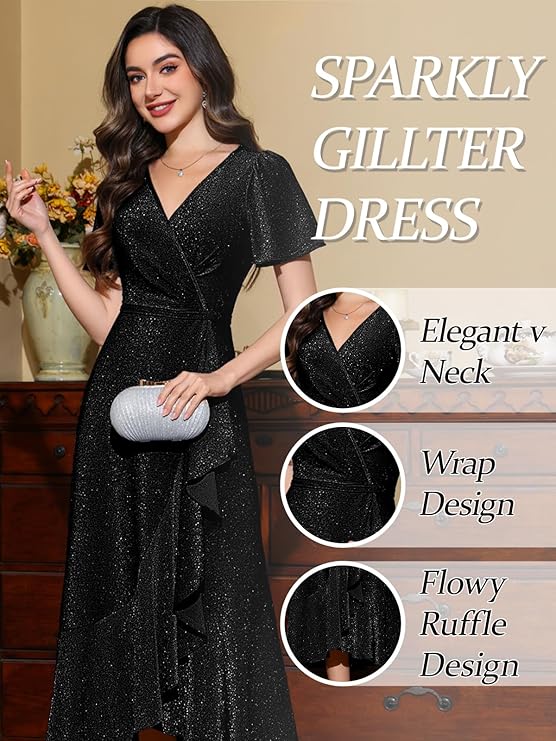 SPARKLY
GILLTER
DRESS
Elegant v
Neck
Wrap
Design
Flowy
Ruffle
Design